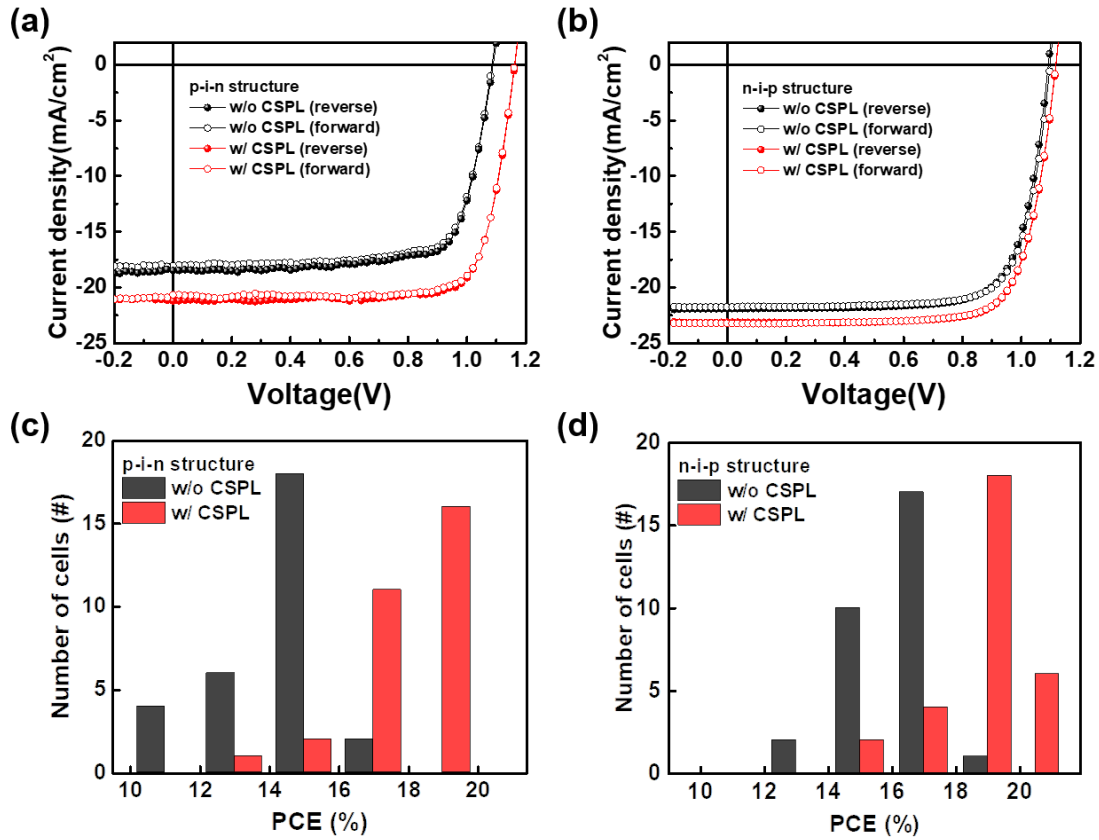 (a)
0
-5
-10
-15
-20
-25
Current density(mA/cm²)
p-i-n structure
w/o CSPL (reverse)
w/o CSPL (forward)
w/ CSPL (reverse)
w/ CSPL (forward)
-0.2 0.0 0.2 0.4 0.6 0.8 1.0 1.2
Voltage(V)
(b)
0
-5
-10
-15
-20
-25
Current density(mA/cm²)
n-i-p structure
w/o CSPL (reverse)
w/o CSPL (forward)
w/ CSPL (reverse)
w/ CSPL (forward)
-0.2 0.0 0.2 0.4 0.6 0.8 1.0 1.2
Voltage(V)
(c)
20
15
10
5
0
Number of cells (#)
p-i-n structure
w/o CSPL
w/ CSPL
10 12 14 16 18 20
PCE (%)
(d)
20
15
10
5
0
Number of cells (#)
n-i-p structure
w/o CSPL
w/ CSPL
10 12 14 16 18 20
PCE (%)